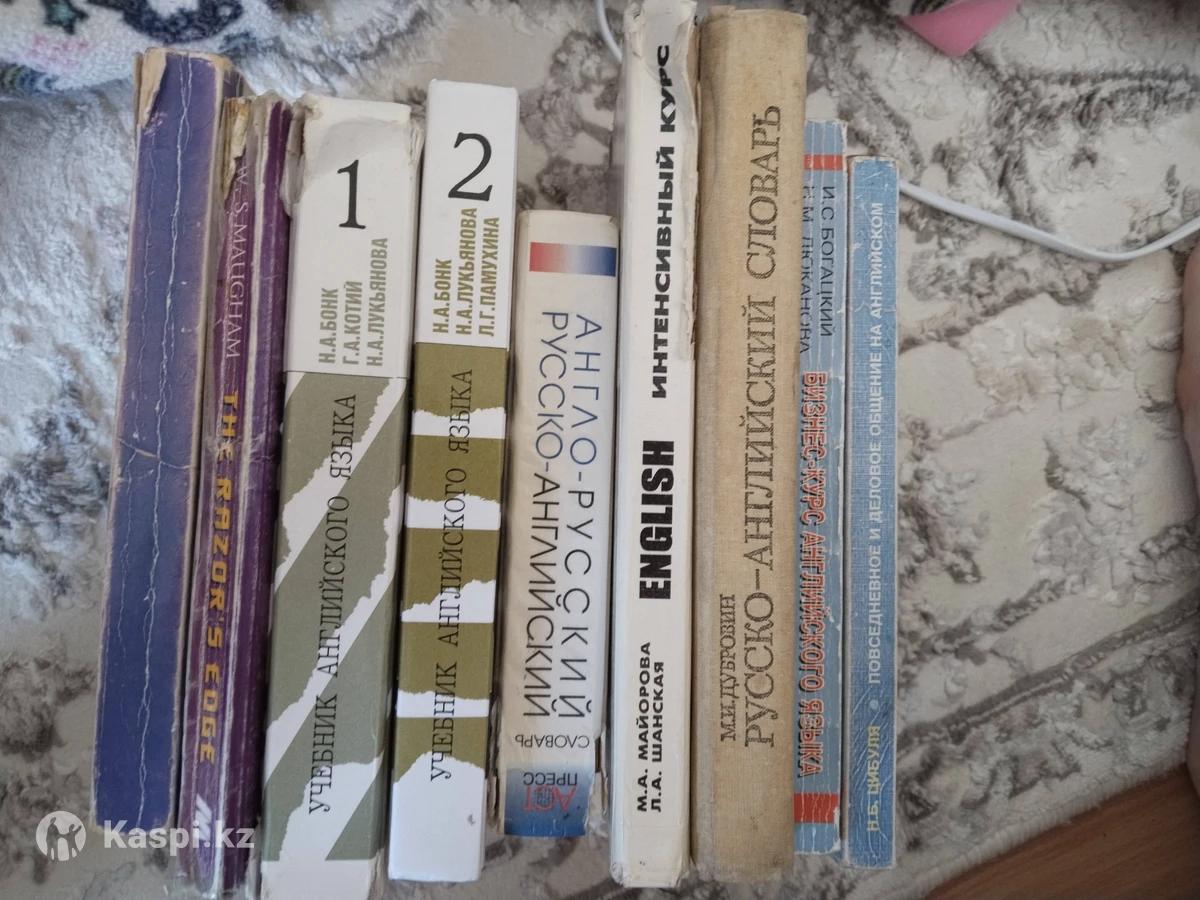 W. S. MAUGHAM
THE RAZOR'S EDGE
M
1
Н.А.БОНК
Г.А.КОТИЙ
Н.А.ЛУКЬЯНОВА
УЧЕБНИК АНГЛИЙСКОГО ЯЗЫКА
2
Н.А.БОНК
Н.А.ЛУКЬЯНОВА
Л.Г.ПАМУХИНА
УЧЕБНИК АНГЛИЙСКОГО ЯЗЫКА
АНГЛО-РУССКИЙ
РУССКО-АНГЛИЙСКИЙ
СЛОВАРЬ
АСТ
ПРЕСС
М.А. МАЙОРОВА
Л.А. ШАНСКАЯ
ENGLISH ИНТЕНСИВНЫЙ КУРС
М.И.ДУБРОВИН
РУССКО-АНГЛИЙСКИЙ СЛОВАРЬ
И.С БОГАЦКИЙ
Н.М. ДЮКАНОВА
БИЗНЕС-КУРС АНГЛИЙСКОГО ЯЗЫКА
Н.Б. ЦИБУЛЯ • ПОВСЕДНЕВНОЕ И ДЕЛОВОЕ ОБЩЕНИЕ НА АНГЛИЙСКОМ
Kaspi.kz